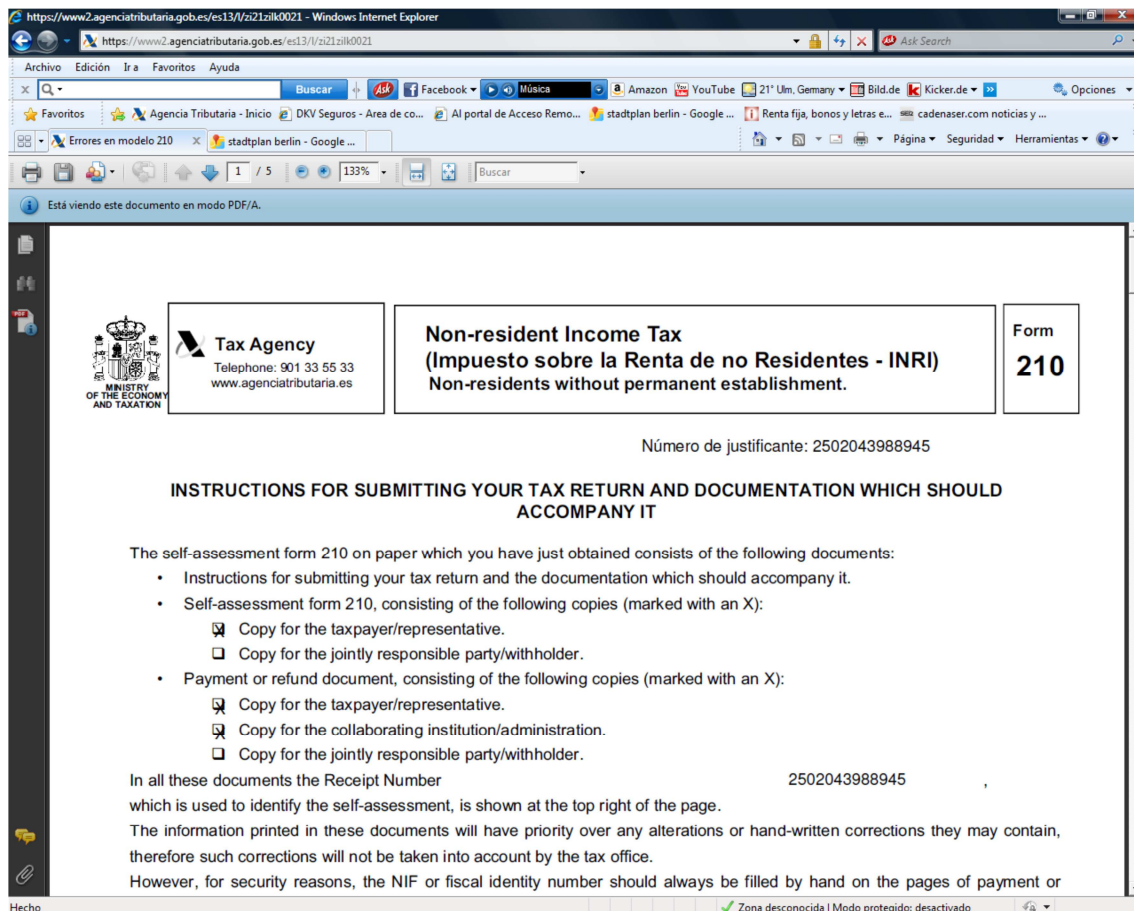 https://www2.agenciatributaria.gob.es/es13/l/zi21zilk0021 - Windows Internet Explorer
https://www2.agenciatributaria.gob.es/es13/l/zi21zilk0021 Ask Search
Archivo Edición Ir a Favoritos Ayuda
Buscar Ask Facebook Música Amazon YouTube 21° Ulm, Germany Bild.de Kicker.de Opciones
Favoritos Agencia Tributaria - Inicio DKV Seguros - Area de co... Al portal de Acceso Remo... stadtplan berlin - Google ... Renta fija, bonos y letras e... cadenaser.com noticias y ...
Errores en modelo 210 stadtplan berlin - Google ... Página Seguridad Herramientas
1 / 5 133% Buscar
Está viendo este documento en modo PDF/A.
MINISTRY
OF THE ECONOMY
AND TAXATION
Tax Agency
Telephone: 901 33 55 33
www.agenciatributaria.es
Non-resident Income Tax
(Impuesto sobre la Renta de no Residentes - INRI)
Non-residents without permanent establishment.
Form
210
Número de justificante: 2502043988945
INSTRUCTIONS FOR SUBMITTING YOUR TAX RETURN AND DOCUMENTATION WHICH SHOULD
ACCOMPANY IT
The self-assessment form 210 on paper which you have just obtained consists of the following documents:
• Instructions for submitting your tax return and the documentation which should accompany it.
• Self-assessment form 210, consisting of the following copies (marked with an X):
X Copy for the taxpayer/representative.
Copy for the jointly responsible party/withholder.
• Payment or refund document, consisting of the following copies (marked with an X):
X Copy for the taxpayer/representative.
X Copy for the collaborating institution/administration.
Copy for the jointly responsible party/withholder.
In all these documents the Receipt Number 2502043988945 ,
which is used to identify the self-assessment, is shown at the top right of the page.
The information printed in these documents will have priority over any alterations or hand-written corrections they may contain,
therefore such corrections will not be taken into account by the tax office.
However, for security reasons, the NIF or fiscal identity number should always be filled by hand on the pages of payment or
Hecho Zona desconocida | Modo protegido: desactivado